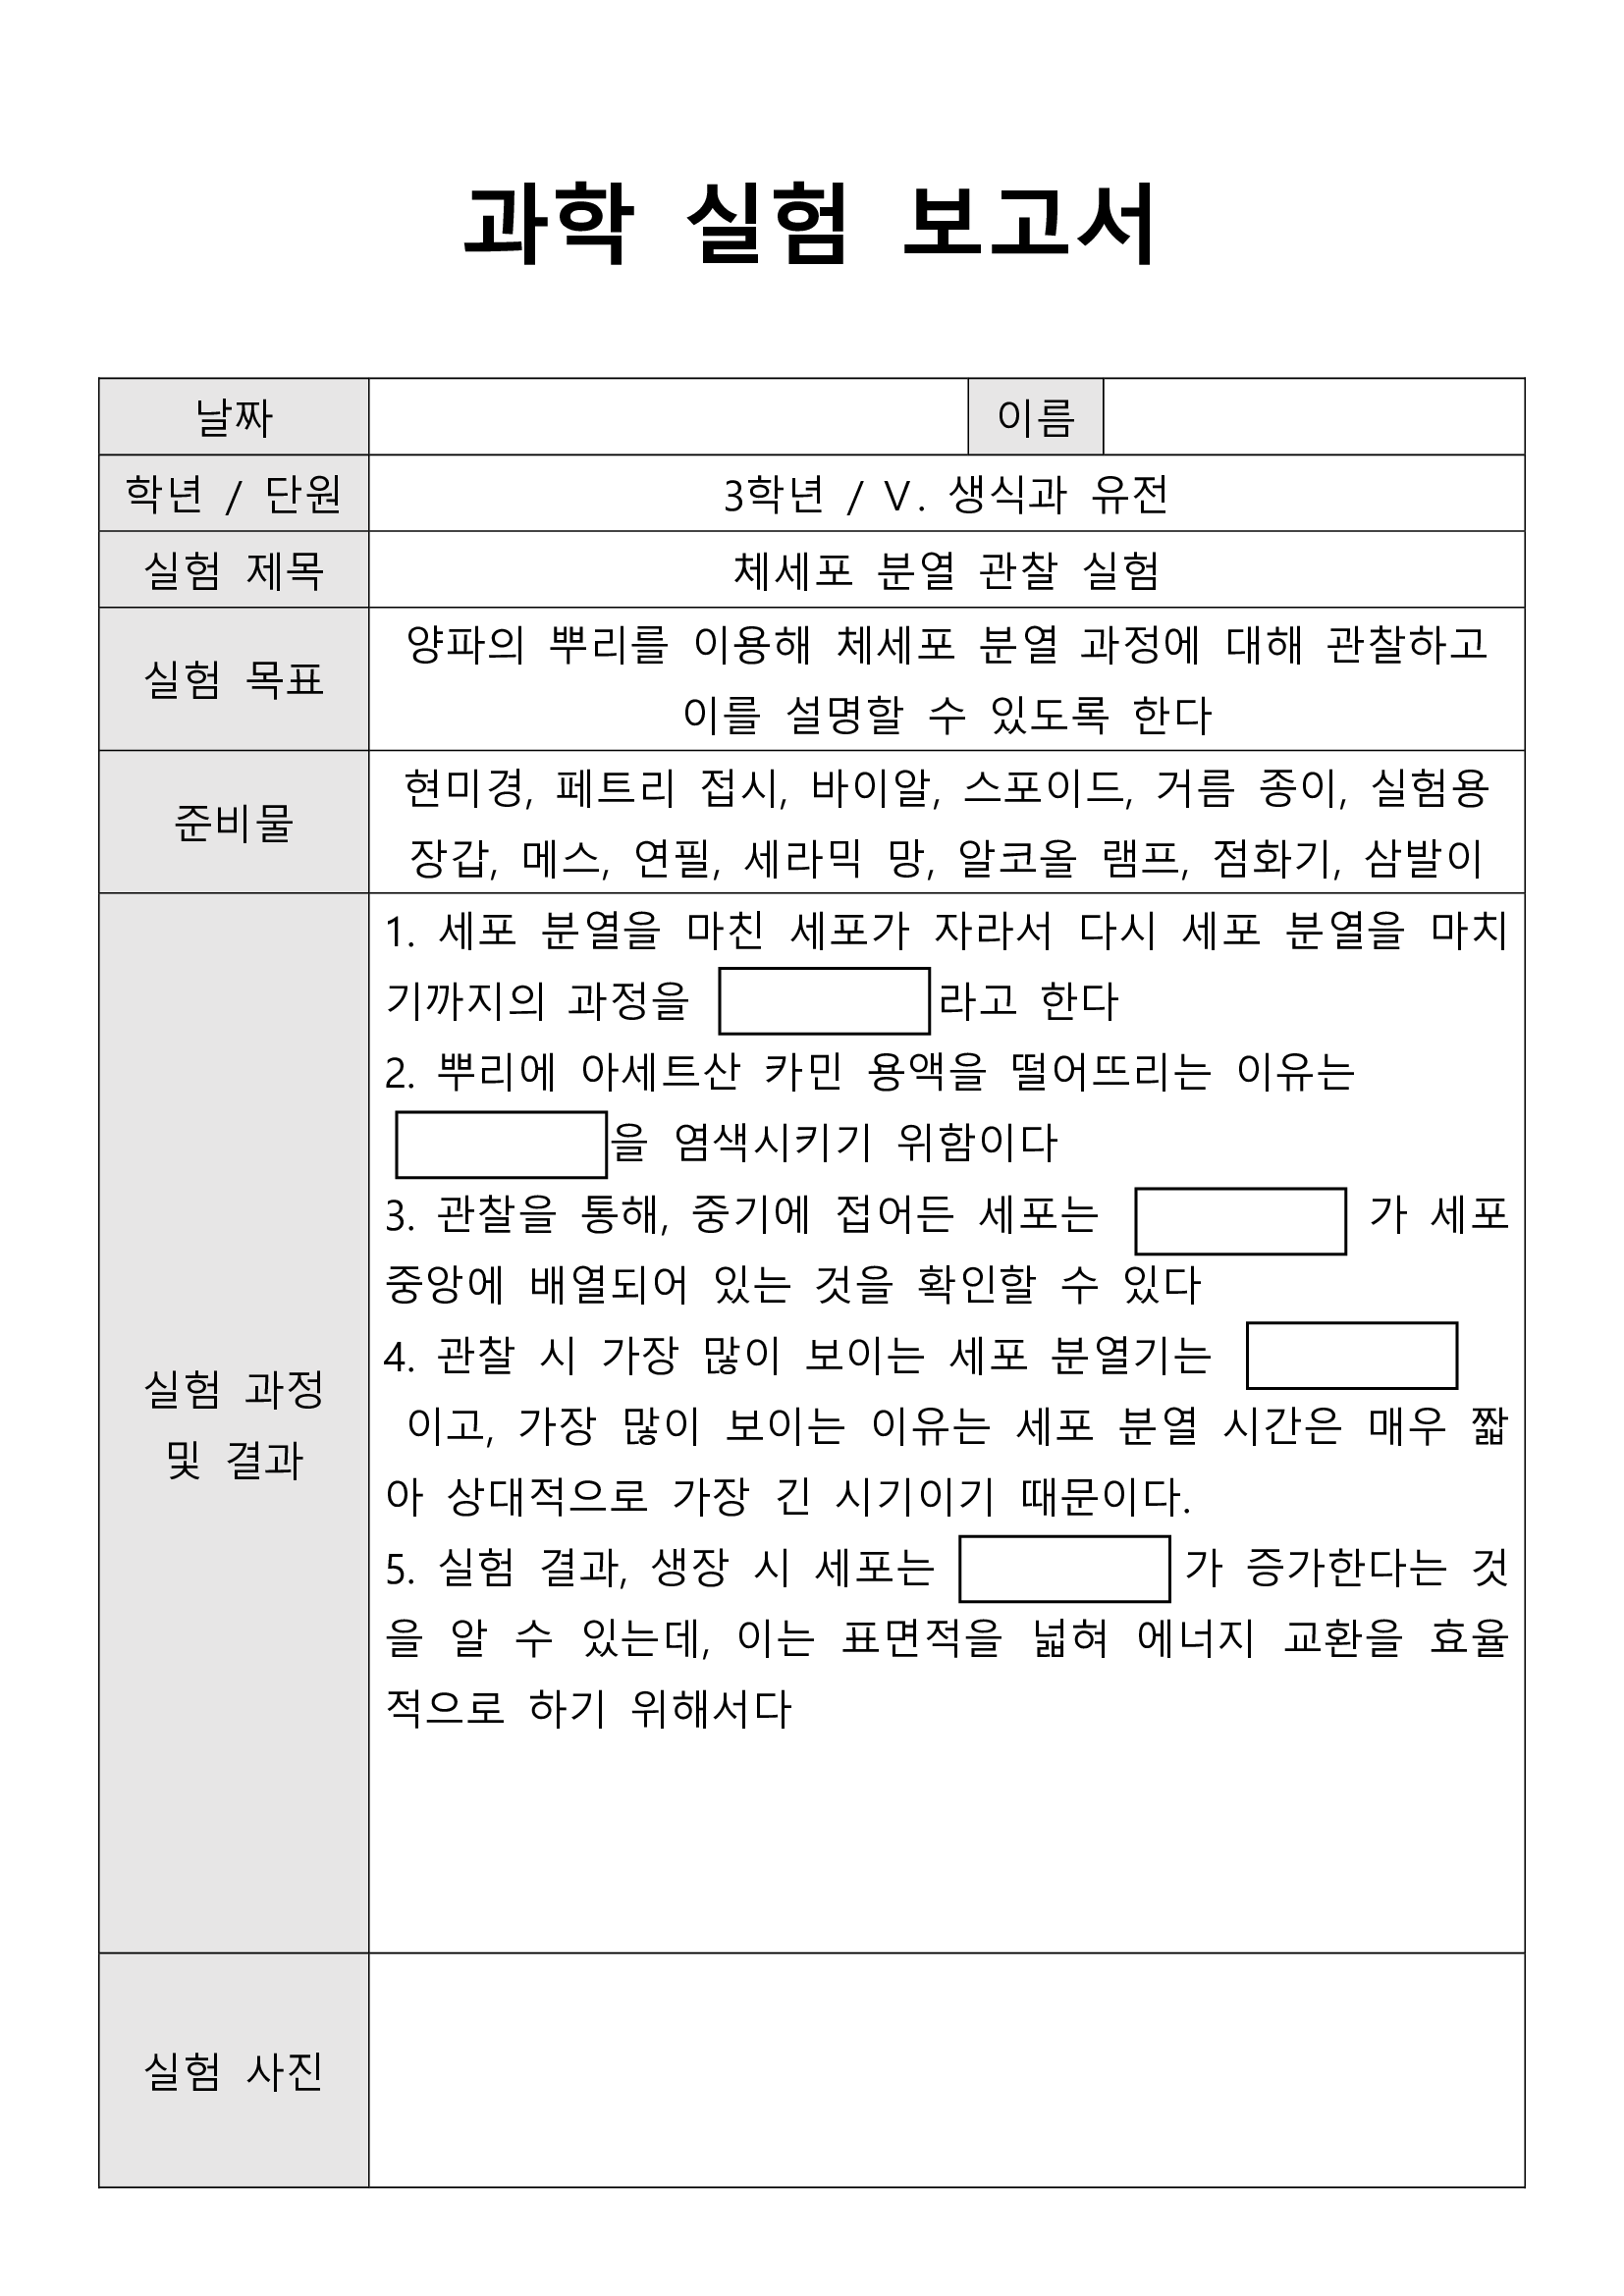 과학 실험 보고서
날짜 이름
학년 / 단원 3학년 / Ⅴ. 생식과 유전
실험 제목 체세포 분열 관찰 실험
실험 목표
양파의 뿌리를 이용해 체세포 분열 과정에 대해 관찰하고
이를 설명할 수 있도록 한다
준비물
현미경, 페트리 접시, 바이알, 스포이드, 거름 종이, 실험용
장갑, 메스, 연필, 세라믹 망, 알코올 램프, 점화기, 삼발이
실험 과정
및 결과
1. 세포 분열을 마친 세포가 자라서 다시 세포 분열을 마치
기까지의 과정을 라고 한다
2. 뿌리에 아세트산 카민 용액을 떨어뜨리는 이유는
을 염색시키기 위함이다
3. 관찰을 통해, 중기에 접어든 세포는 가 세포
중앙에 배열되어 있는 것을 확인할 수 있다
4. 관찰 시 가장 많이 보이는 세포 분열기는
이고, 가장 많이 보이는 이유는 세포 분열 시간은 매우 짧
아 상대적으로 가장 긴 시기이기 때문이다.
5. 실험 결과, 생장 시 세포는 가 증가한다는 것
을 알 수 있는데, 이는 표면적을 넓혀 에너지 교환을 효율
적으로 하기 위해서다
실험 사진